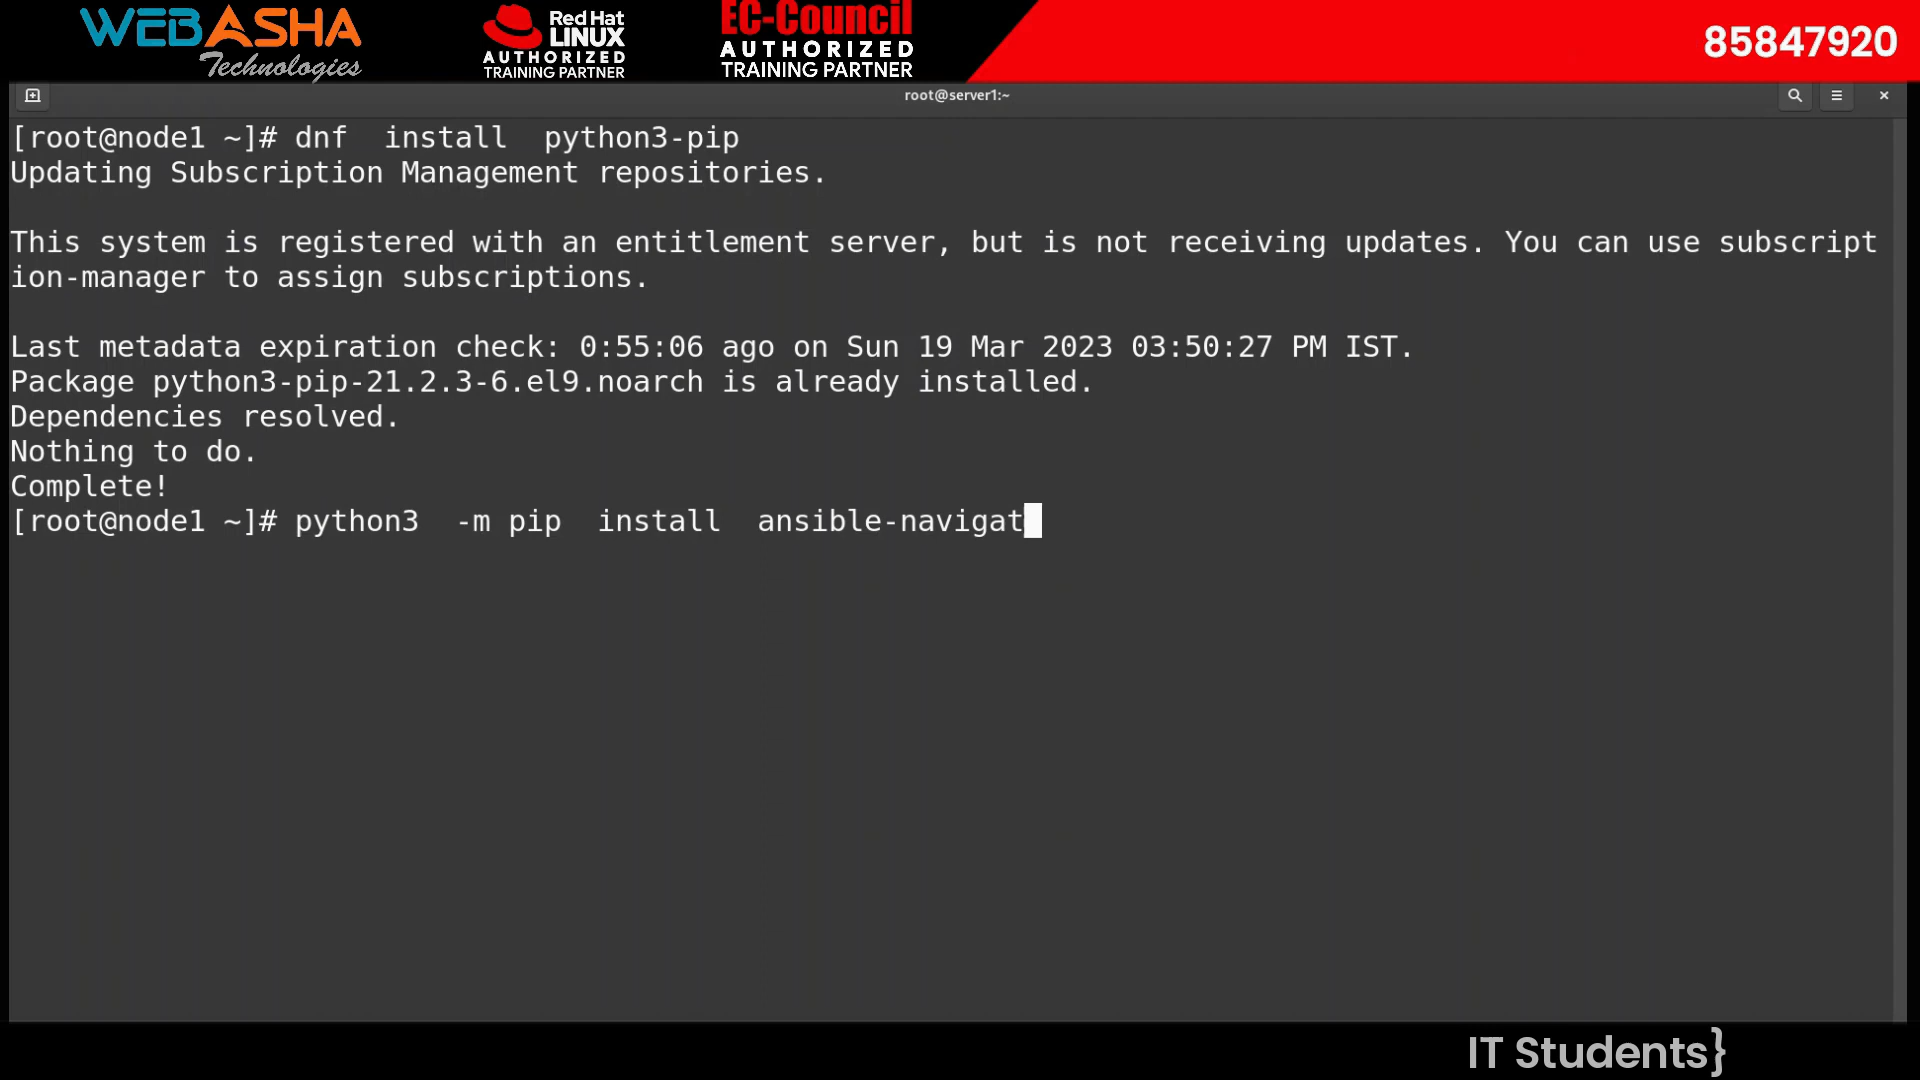 WEBASHA
Technologies
Red Hat
LINUX
AUTHORIZED
TRAINING PARTNER
EC-Council
AUTHORIZED
TRAINING PARTNER
85847920
root@server1:~
[root@node1 ~]# dnf  install  python3-pip
Updating Subscription Management repositories.
This system is registered with an entitlement server, but is not receiving updates. You can use subscript
ion-manager to assign subscriptions.
Last metadata expiration check: 0:55:06 ago on Sun 19 Mar 2023 03:50:27 PM IST.
Package python3-pip-21.2.3-6.el9.noarch is already installed.
Dependencies resolved.
Nothing to do.
Complete!
[root@node1 ~]# python3  -m pip  install  ansible-navigat
IT Students}